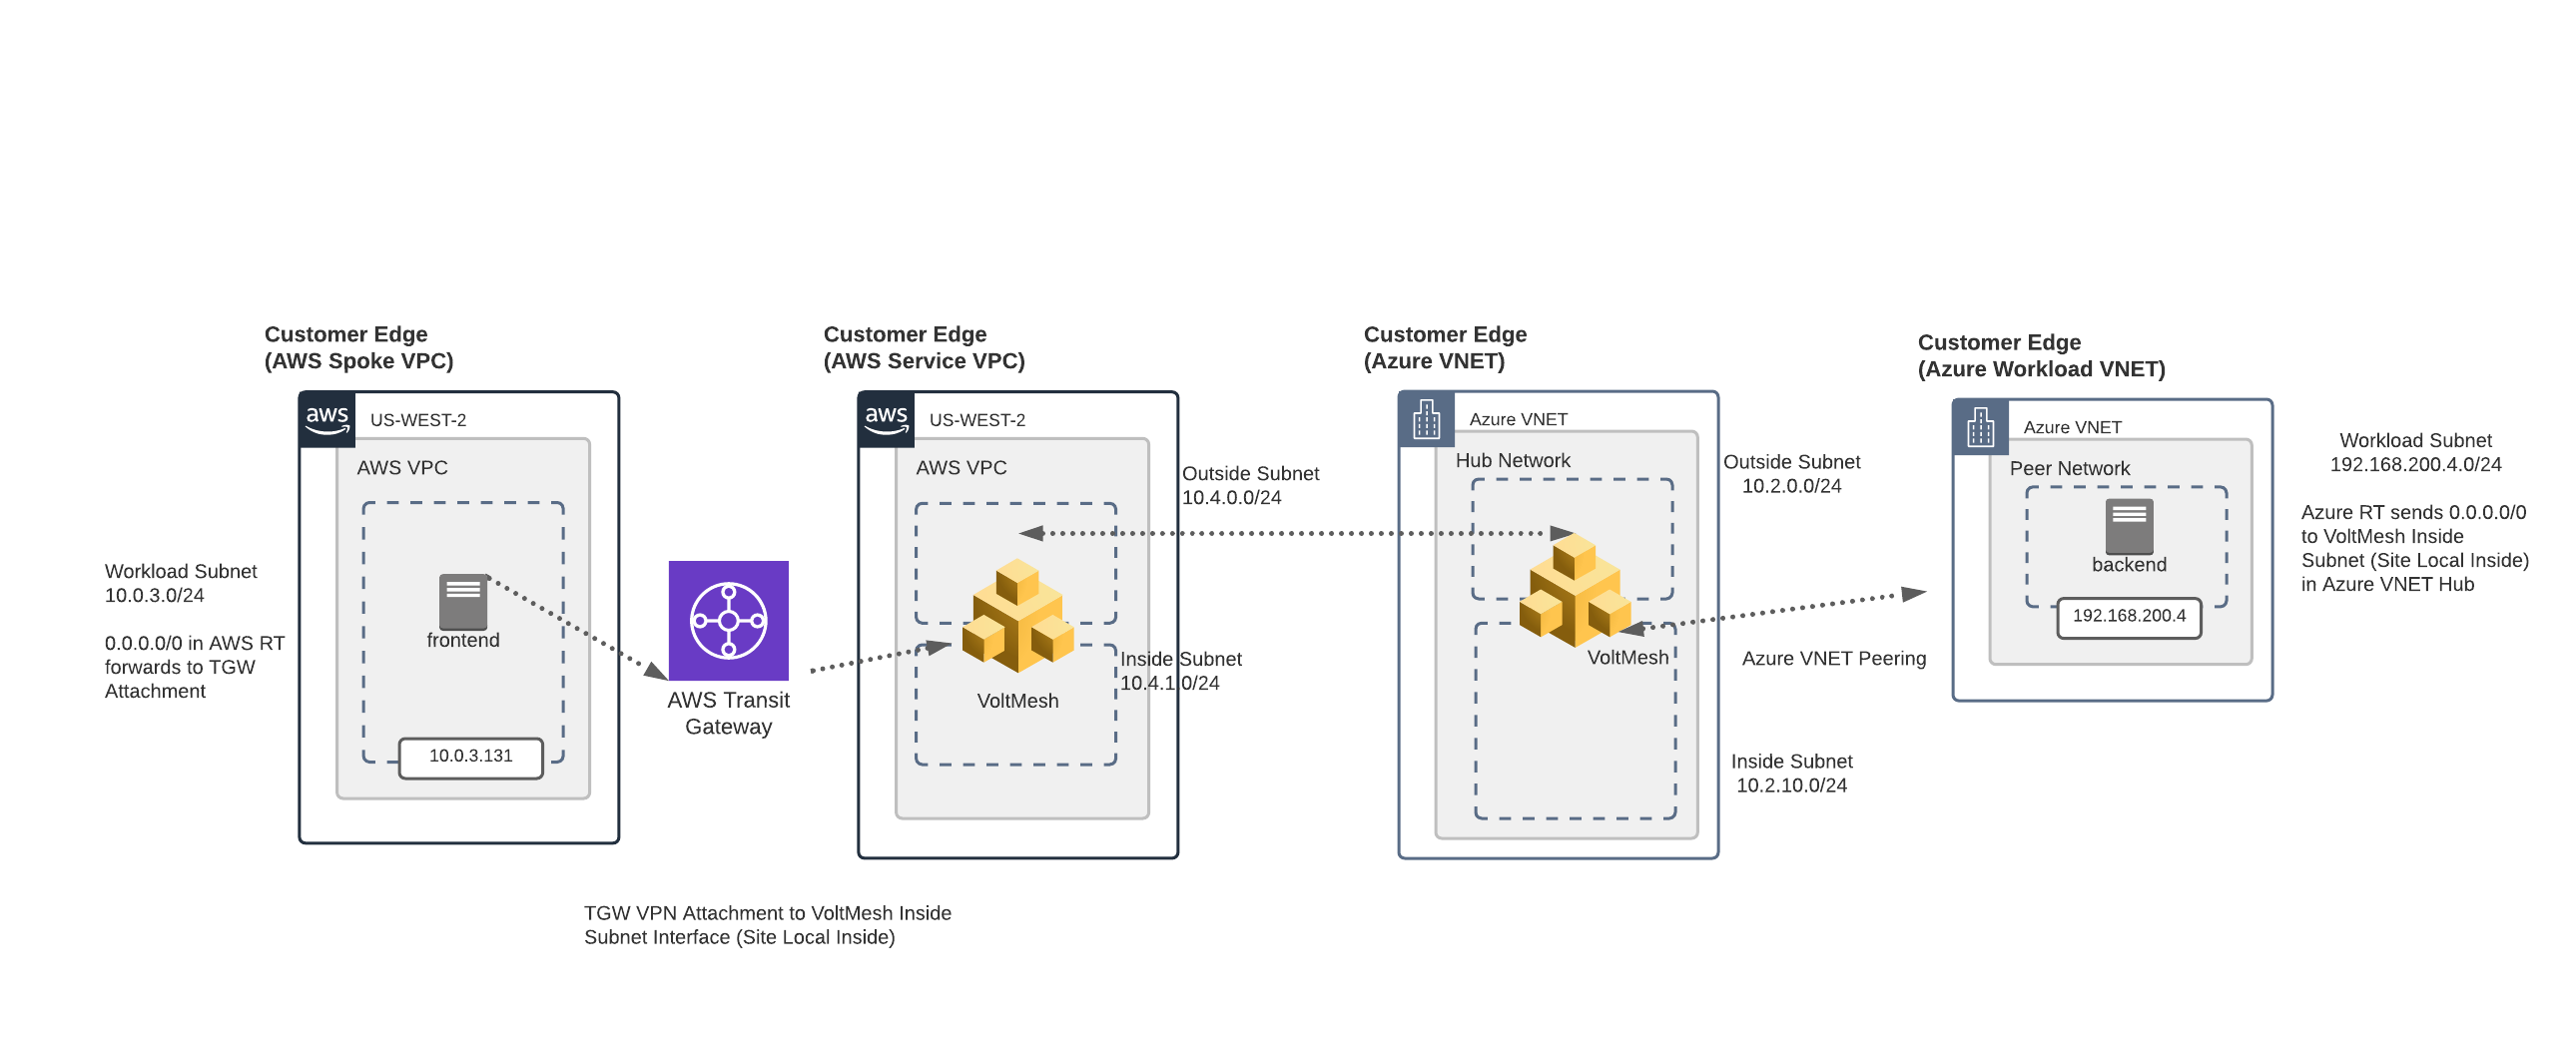 Customer Edge
(AWS Spoke VPC)
aws
US-WEST-2
AWS VPC
Workload Subnet
10.0.3.0/24
0.0.0.0/0 in AWS RT
forwards to TGW
Attachment
frontend
10.0.3.131
AWS Transit
Gateway
Customer Edge
(AWS Service VPC)
aws
US-WEST-2
AWS VPC
Outside Subnet
10.4.0.0/24
Inside Subnet
10.4.1.0/24
VoltMesh
TGW VPN Attachment to VoltMesh Inside
Subnet Interface (Site Local Inside)
Customer Edge
(Azure VNET)
Azure VNET
Hub Network
Outside Subnet
10.2.0.0/24
VoltMesh
Azure VNET Peering
Inside Subnet
10.2.10.0/24
Customer Edge
(Azure Workload VNET)
Azure VNET
Peer Network
backend
192.168.200.4
Workload Subnet
192.168.200.4.0/24
Azure RT sends 0.0.0.0/0
to VoltMesh Inside
Subnet (Site Local Inside)
in Azure VNET Hub